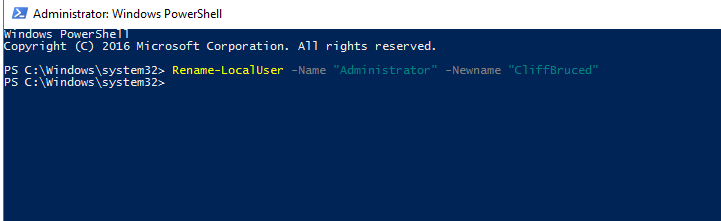 Administrator: Windows PowerShell
Windows PowerShell
Copyright (C) 2016 Microsoft Corporation. All rights reserved.
PS C:\Windows\system32> Rename-LocalUser -Name "Administrator" -Newname "CliffBruced"
PS C:\Windows\system32>